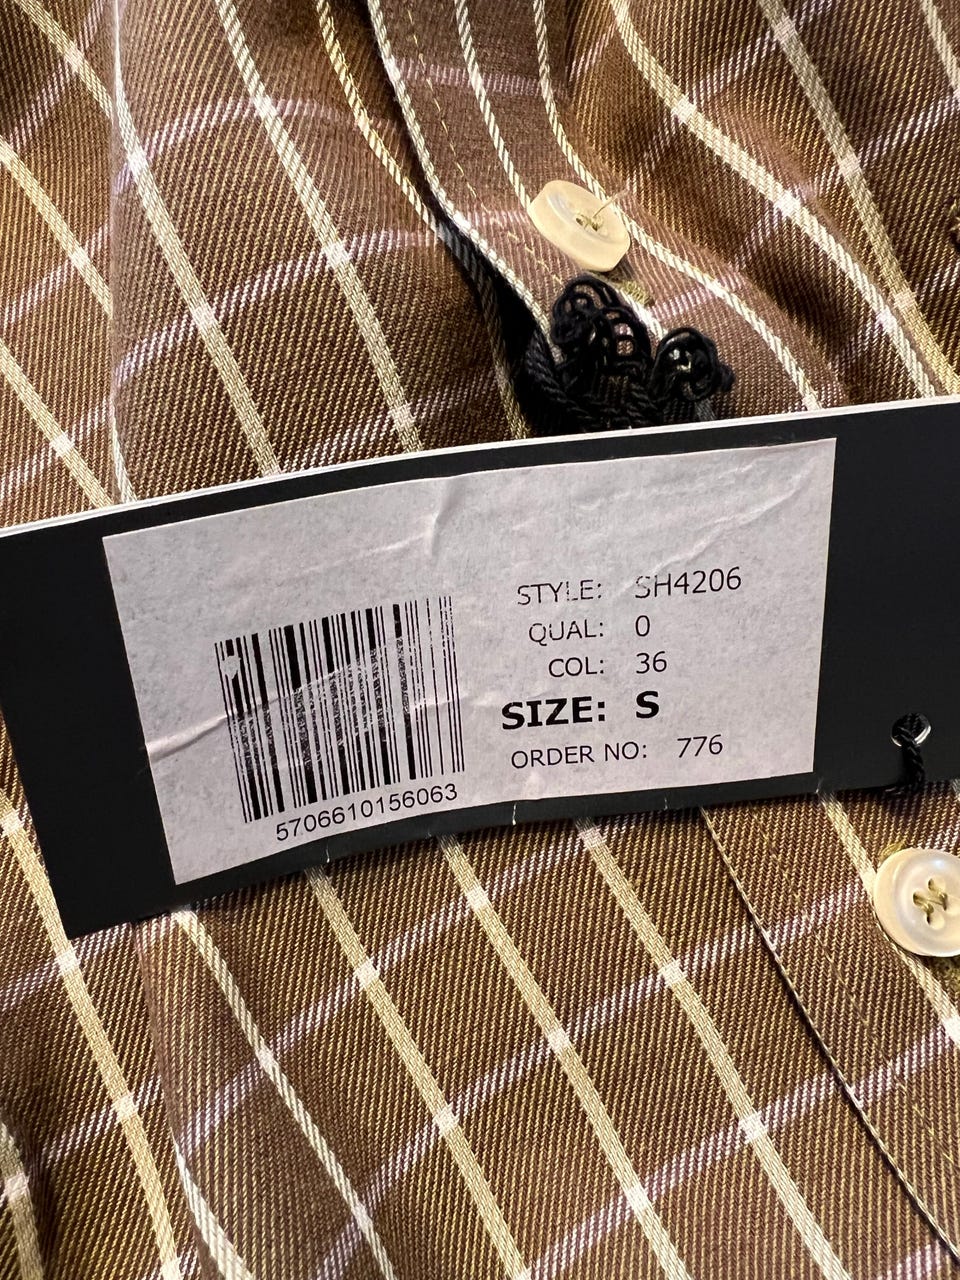 STYLE: SH4206
QUAL: 0
COL: 36
SIZE: S
ORDER NO: 776
5706610156063